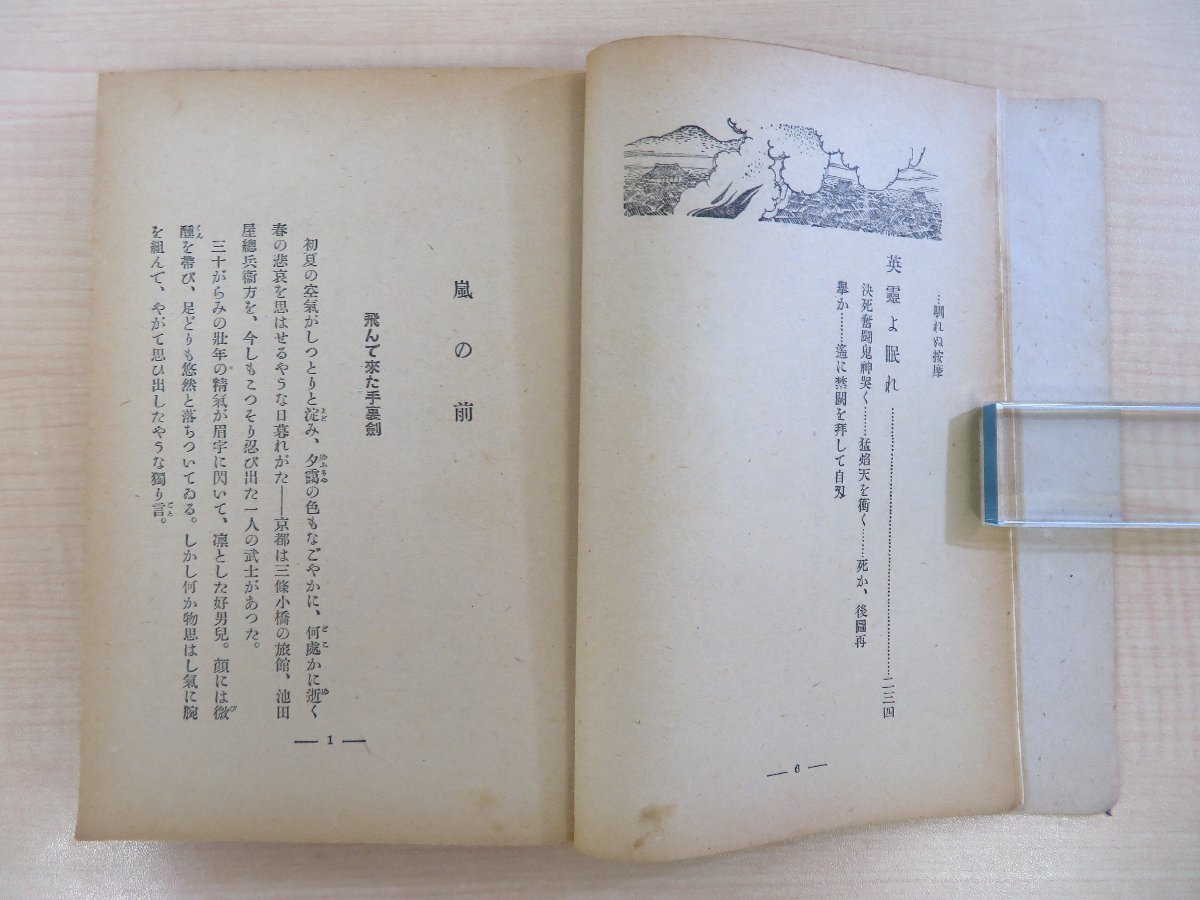 …馴れぬ按摩
英靈よ眠れ……………………………………二三四
決死奮鬪鬼神哭く……猛焰天を衝く……死か、後圖再
擧か……遙に禁闕を拜して自刃
— 6 —
嵐の前
飛んで來た手裏劍
初夏の空氣がしつとりと淀み、夕靄の色もなごやかに、何處かに逝く
春の悲哀を思はせるやうな日暮れがた――京都は三條小橋の旅館、池田
屋總兵衞方を、今しもこつそり忍び出た一人の武士があつた。
三十がらみの壯年の精氣が眉宇に閃いて、凛とした好男兒。顏には微
醺を帶び、足どりも悠然と落ちついてゐる。しかし何か物思はし氣に腕
を組んで、やがて思ひ出したやうな獨り言。
— 1 —